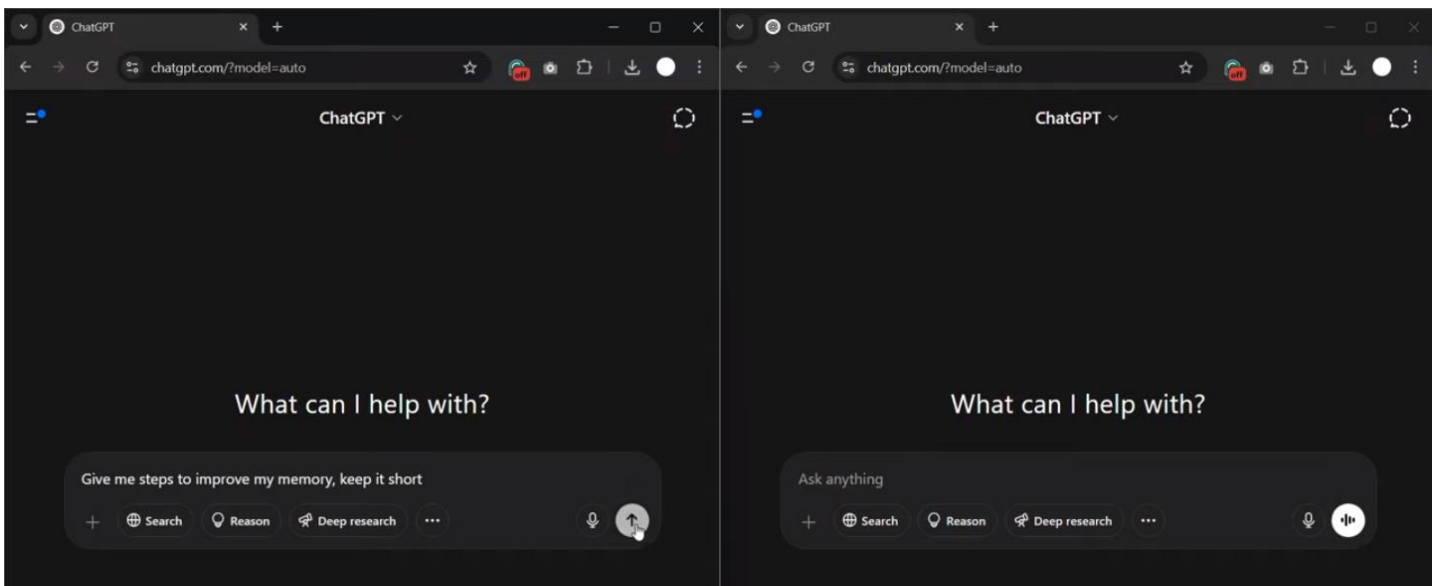 ChatGPT
chatgpt.com/?model=auto
off
ChatGPT
What can I help with?
Give me steps to improve my memory, keep it short
Search Reason Deep research
ChatGPT
chatgpt.com/?model=auto
off
ChatGPT
What can I help with?
Ask anything
Search Reason Deep research